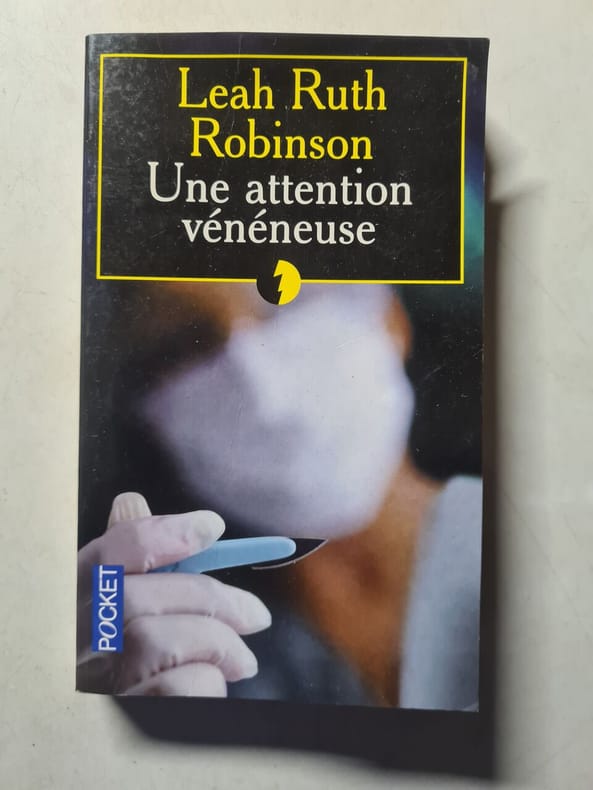 Leah Ruth
Robinson
Une attention
vénéneuse
POCKET